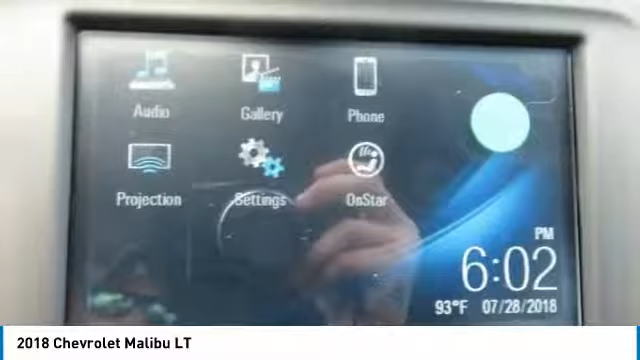 Audio Gallery Phone
Projection Settings OnStar
PM
6:02
93°F 07/28/2018
2018 Chevrolet Malibu LT